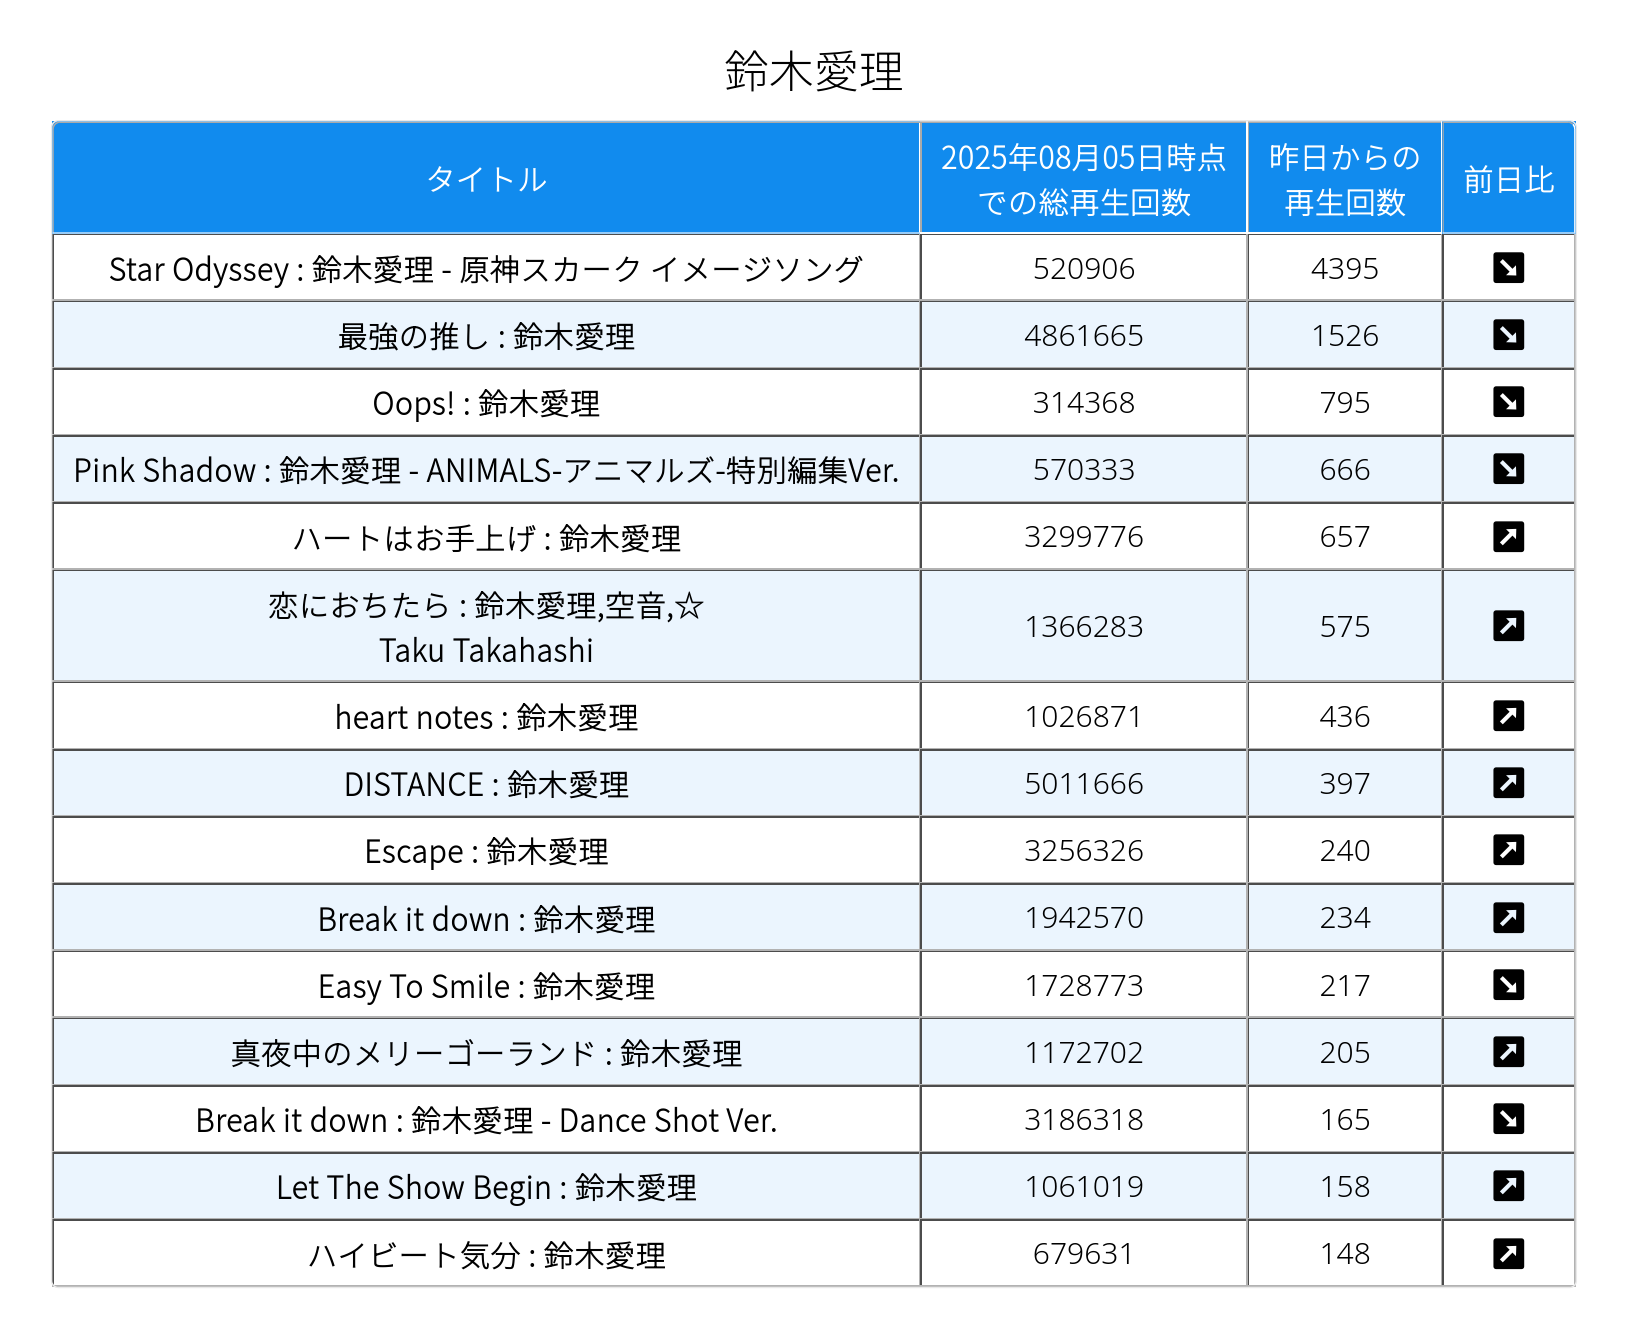 鈴木愛理
タイトル
2025年08月05日時点
での総再生回数
昨日からの
再生回数
前日比
Star Odyssey : 鈴木愛理 - 原神スカーク イメージソング 520906 4395
最強の推し : 鈴木愛理 4861665 1526
Oops! : 鈴木愛理 314368 795
Pink Shadow : 鈴木愛理 - ANIMALS-アニマルズ-特別編集Ver. 570333 666
ハートはお手上げ : 鈴木愛理 3299776 657
恋におちたら : 鈴木愛理,空音,☆
Taku Takahashi 1366283 575
heart notes : 鈴木愛理 1026871 436
DISTANCE : 鈴木愛理 5011666 397
Escape : 鈴木愛理 3256326 240
Break it down : 鈴木愛理 1942570 234
Easy To Smile : 鈴木愛理 1728773 217
真夜中のメリーゴーランド : 鈴木愛理 1172702 205
Break it down : 鈴木愛理 - Dance Shot Ver. 3186318 165
Let The Show Begin : 鈴木愛理 1061019 158
ハイビート気分 : 鈴木愛理 679631 148